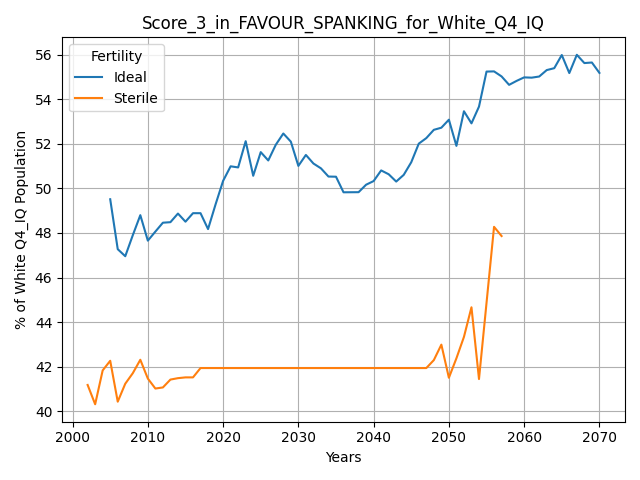 Score_3_in_FAVOUR_SPANKING_for_White_Q4_IQ
Fertility
Ideal
Sterile
% of White Q4_IQ Population
56
54
52
50
48
46
44
42
40
2000 2010 2020 2030 2040 2050 2060 2070
Years